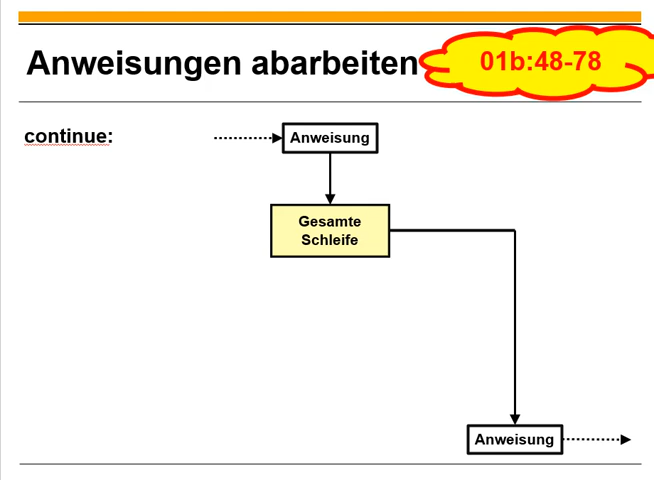 Anweisungen abarbeiten
01b:48-78
continue:
Anweisung
Gesamte
Schleife
Anweisung